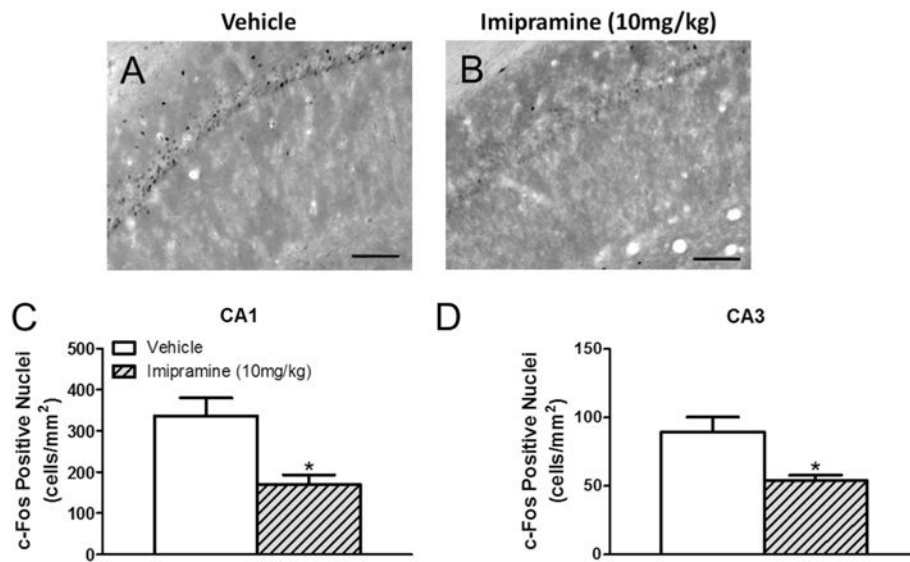 Vehicle
Imipramine (10mg/kg)
A
B
C
CA1
c-Fos Positive Nuclei
(cells/mm²)
500
400
300
200
100
0
Vehicle
Imipramine (10mg/kg)
*
D
CA3
c-Fos Positive Nuclei
(cells/mm²)
150
100
50
0
*